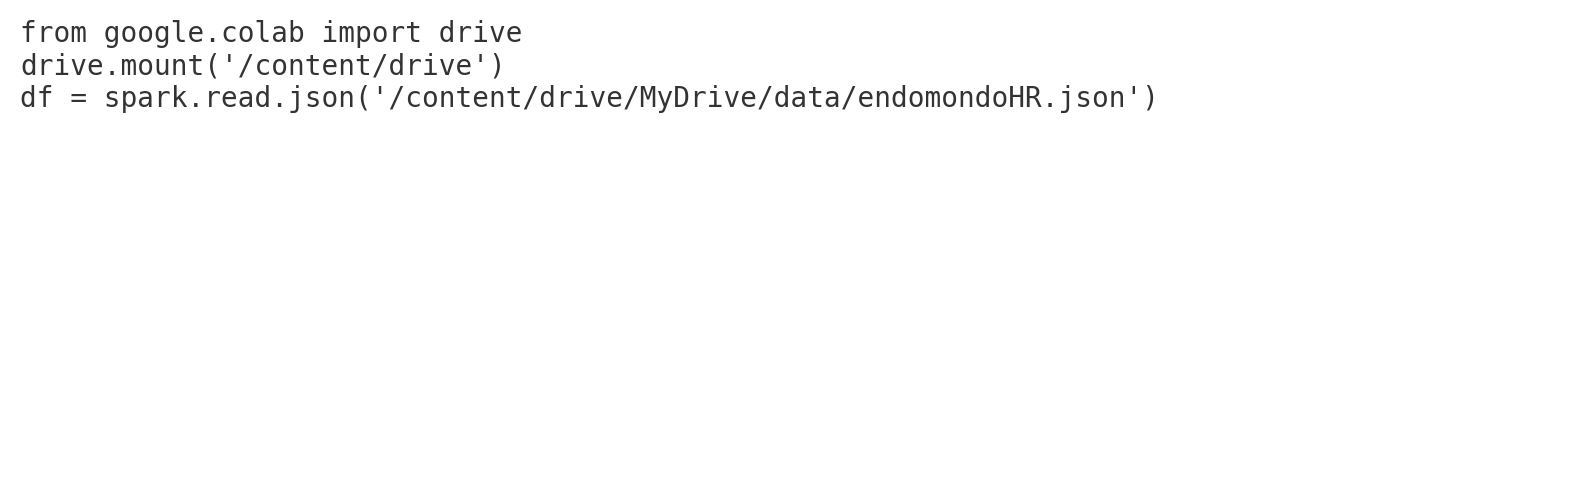 from google.colab import drive
drive.mount('/content/drive')
df = spark.read.json('/content/drive/MyDrive/data/endomondoHR.json')